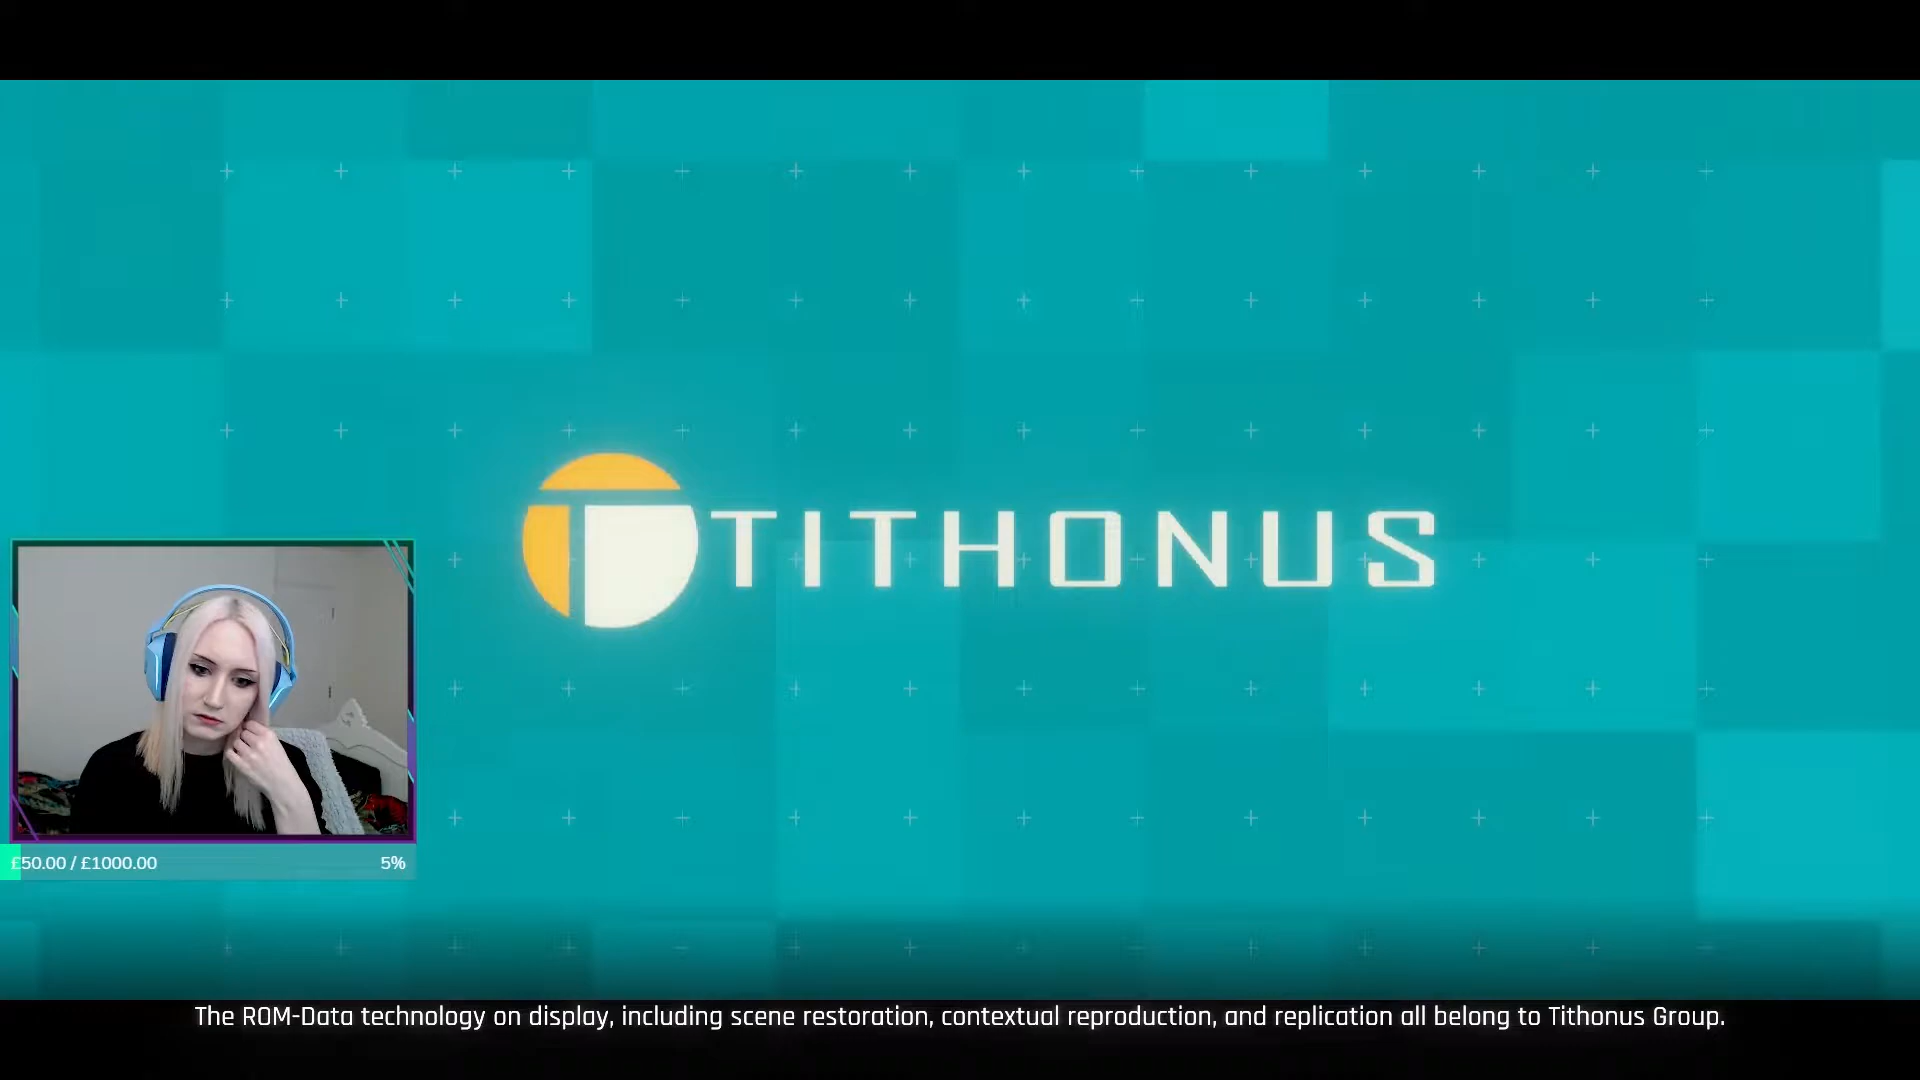 TITHONUS
£50.00 / £1000.00 5%
The ROM-Data technology on display, including scene restoration, contextual reproduction, and replication all belong to Tithonus Group.